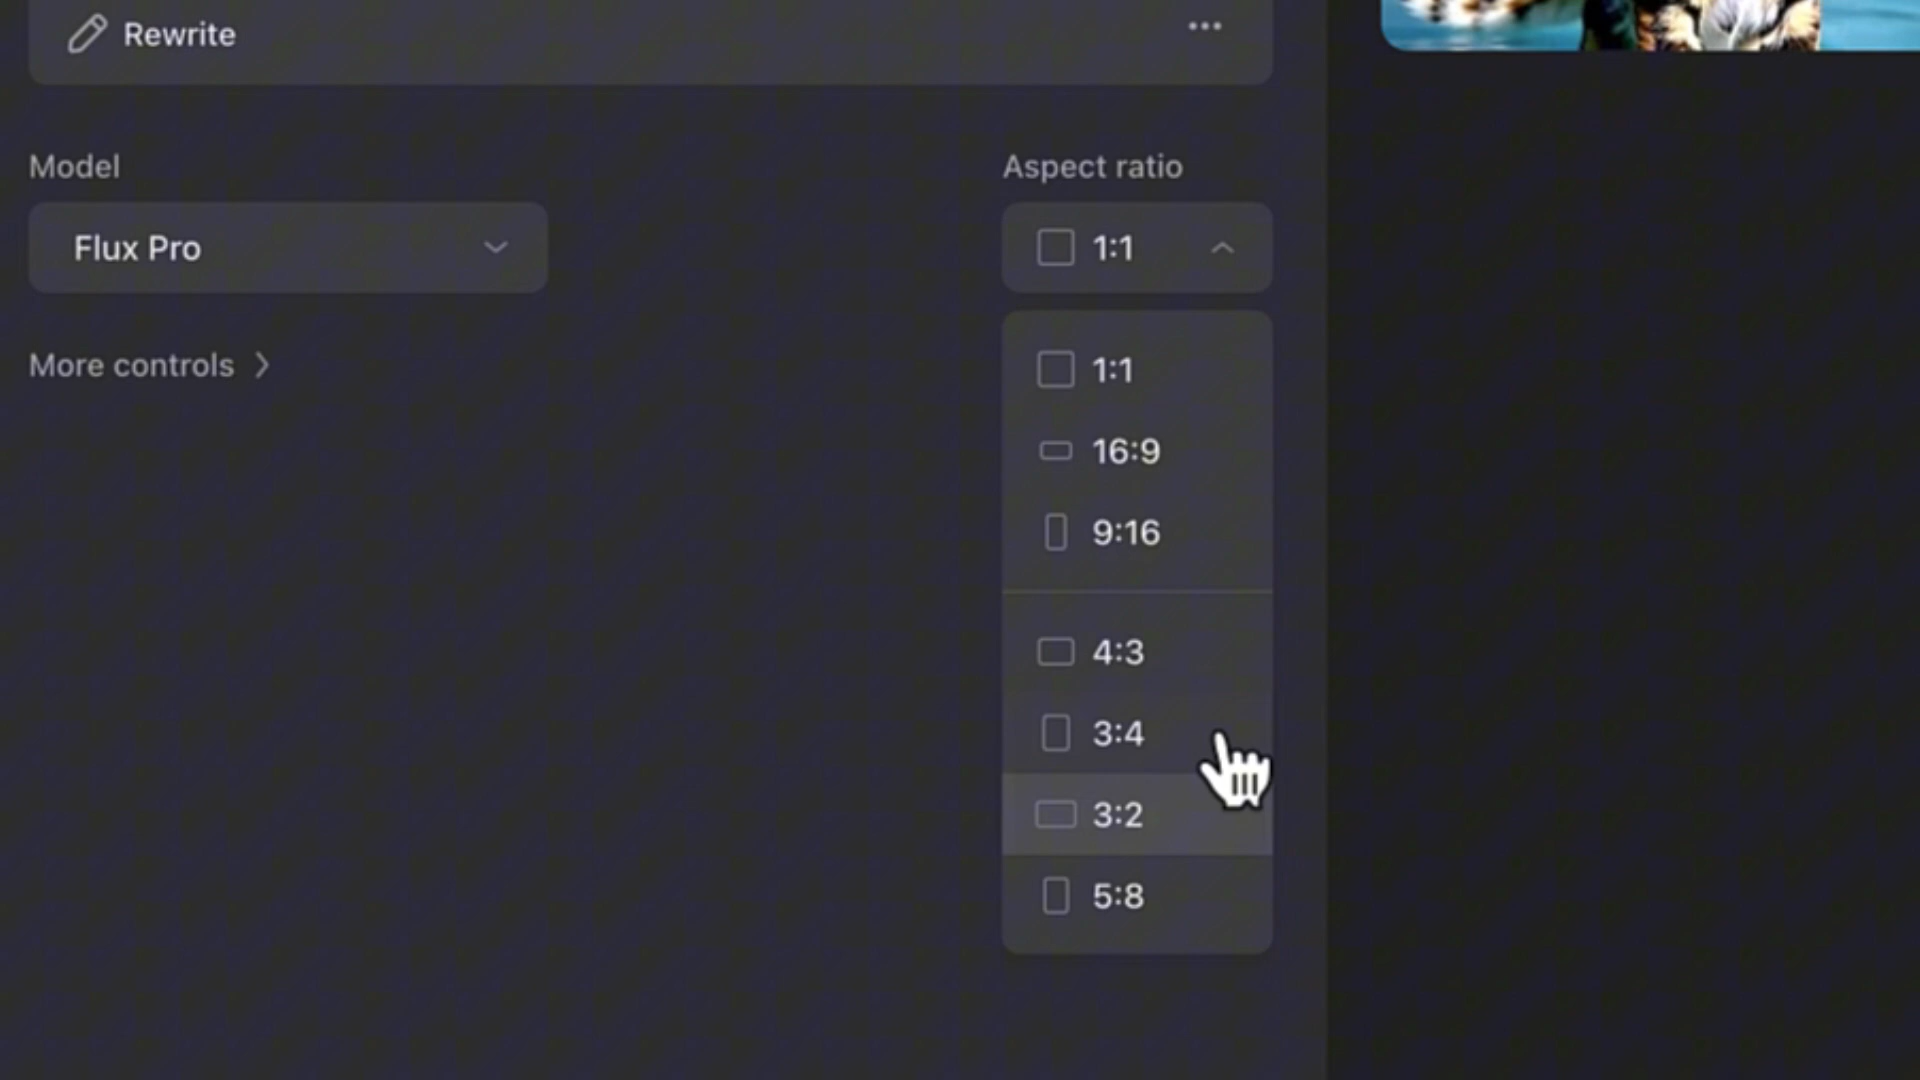 Rewrite
Model
Aspect ratio
Flux Pro
1:1
More controls
1:1
16:9
9:16
4:3
3:4
3:2
5:8